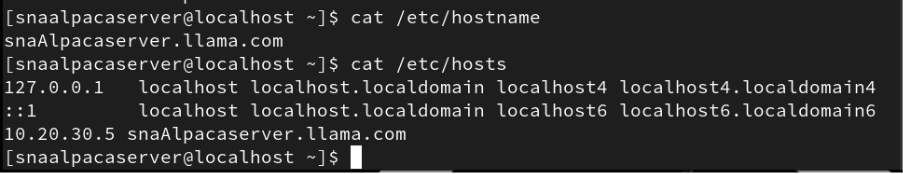 [snaalpacaserver@localhost ~]$ cat /etc/hostname
snaAlpacaserver.llama.com
[snaalpacaserver@localhost ~]$ cat /etc/hosts
127.0.0.1   localhost localhost.localdomain localhost4 localhost4.localdomain4
::1         localhost localhost.localdomain localhost6 localhost6.localdomain6
10.20.30.5 snaAlpacaserver.llama.com
[snaalpacaserver@localhost ~]$